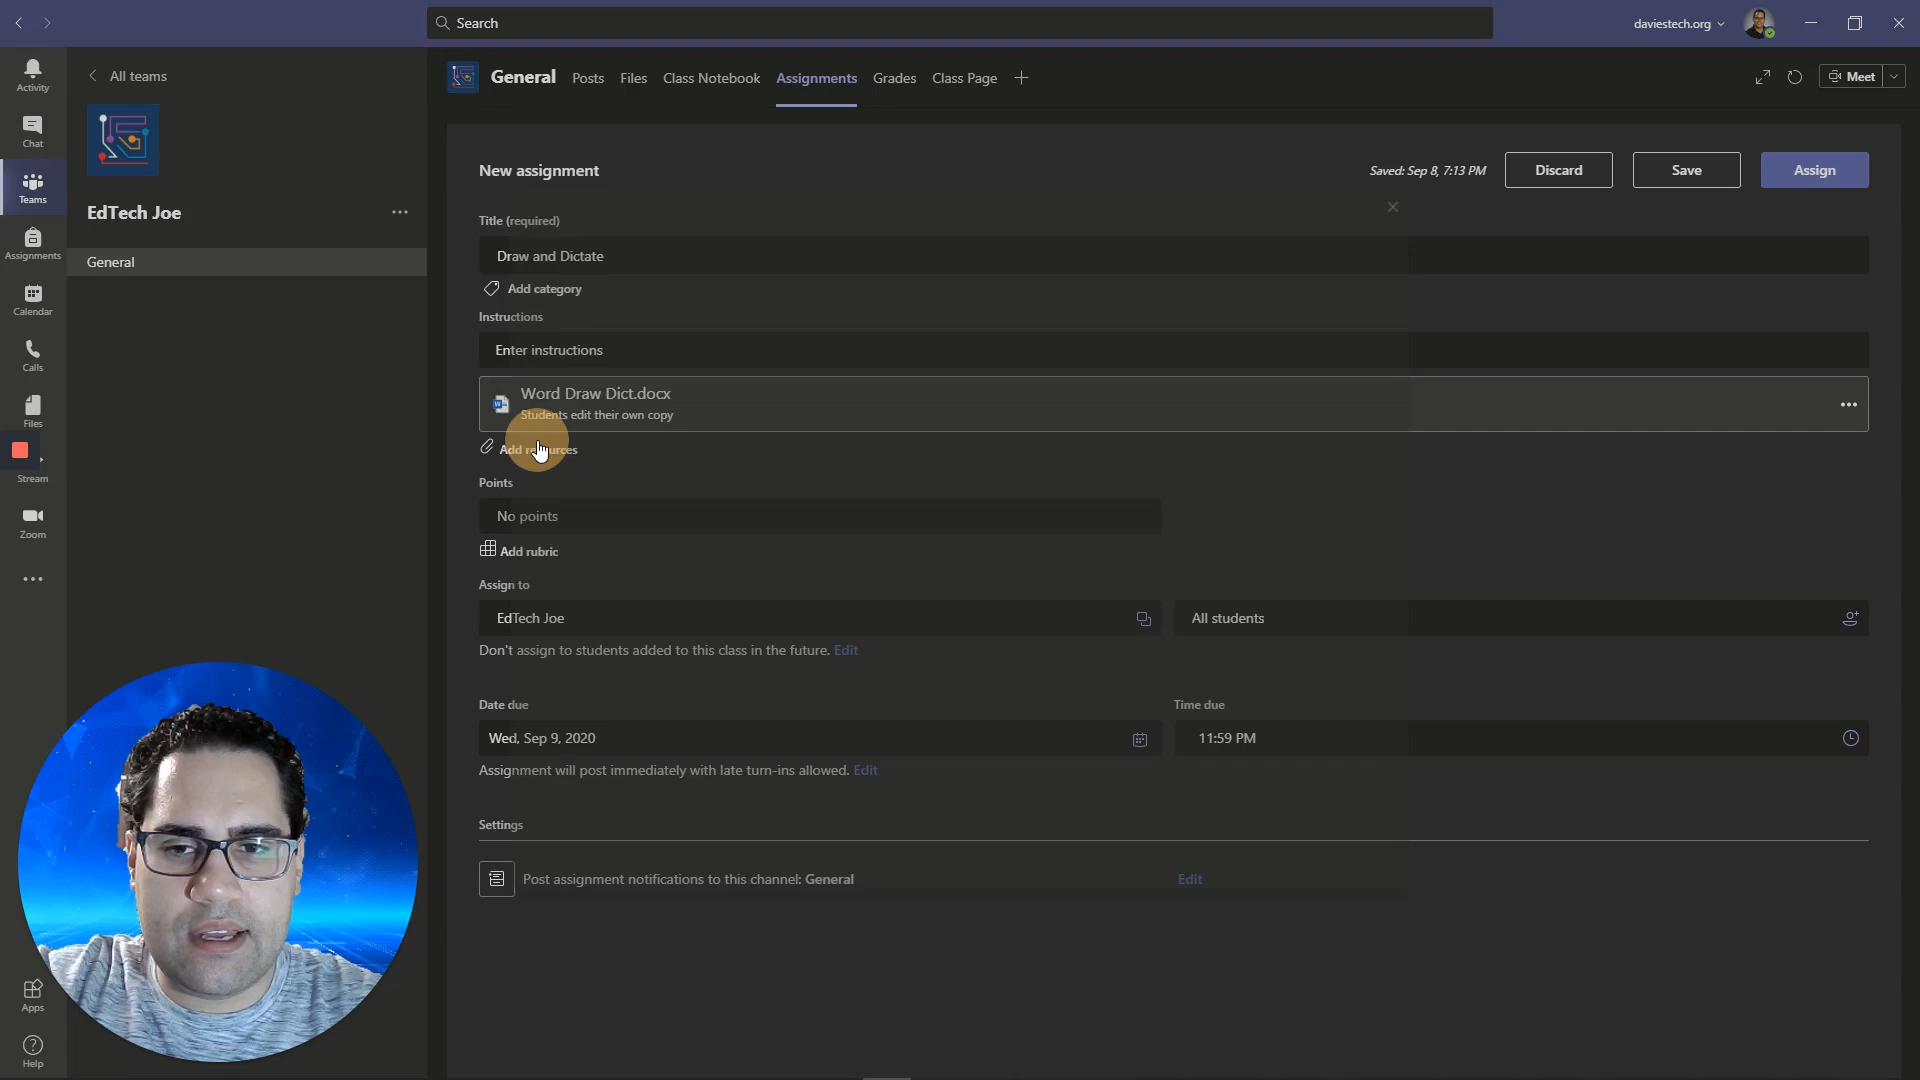 Search
daviestech.org
Activity
Chat
Teams
Assignments
Calendar
Calls
Files
Stream
Zoom
Apps
Help
All teams
EdTech Joe
General
General
Posts
Files
Class Notebook
Assignments
Grades
Class Page
Meet
New assignment
Saved: Sep 8, 7:13 PM
Discard
Save
Assign
Title (required)
Draw and Dictate
Add category
Instructions
Enter instructions
Word Draw Dict.docx
Students edit their own copy
Add resources
Points
No points
Add rubric
Assign to
EdTech Joe
All students
Don't assign to students added to this class in the future. Edit
Date due
Time due
Wed, Sep 9, 2020
11:59 PM
Assignment will post immediately with late turn-ins allowed. Edit
Settings
Post assignment notifications to this channel: General
Edit